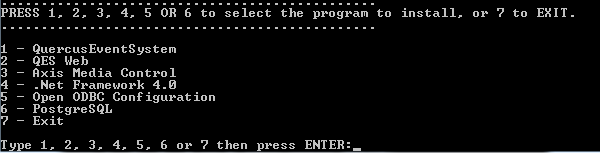 ...............................................
PRESS 1, 2, 3, 4, 5 OR 6 to select the program to install, or 7 to EXIT.
...............................................
1 - QuercusEventSystem
2 - QES Web
3 - Axis Media Control
4 - .Net Framework 4.0
5 - Open ODBC Configuration
6 - PostgreSQL
7 - Exit
Type 1, 2, 3, 4, 5, 6 or 7 then press ENTER:_